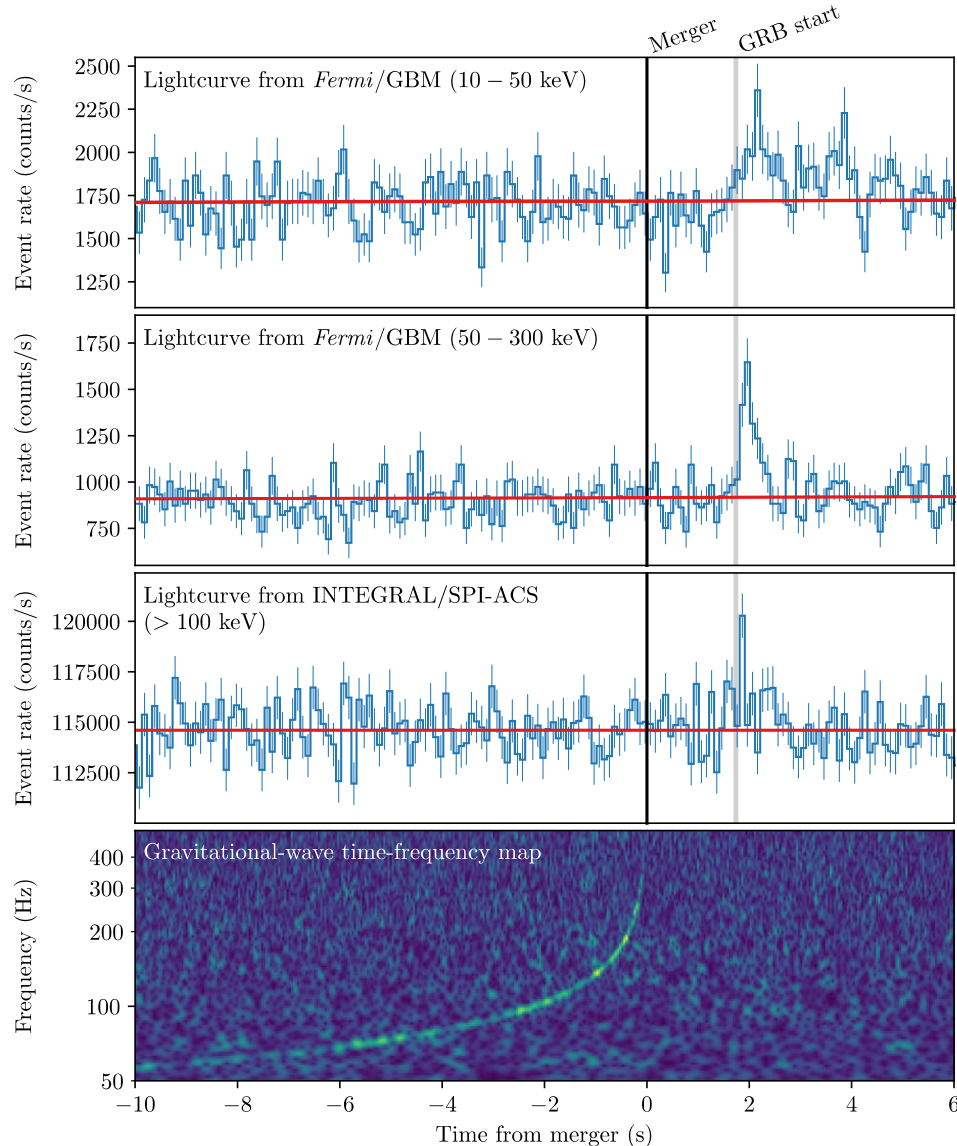 Merger
GRB start
Lightcurve from Fermi/GBM (10 – 50 keV)
Event rate (counts/s)
2500
2250
2000
1750
1500
1250
Lightcurve from Fermi/GBM (50 – 300 keV)
Event rate (counts/s)
1750
1500
1250
1000
750
Lightcurve from INTEGRAL/SPI-ACS
(> 100 keV)
Event rate (counts/s)
120000
117500
115000
112500
Gravitational-wave time-frequency map
Frequency (Hz)
400
300
200
100
50
−10 −8 −6 −4 −2 0 2 4 6
Time from merger (s)